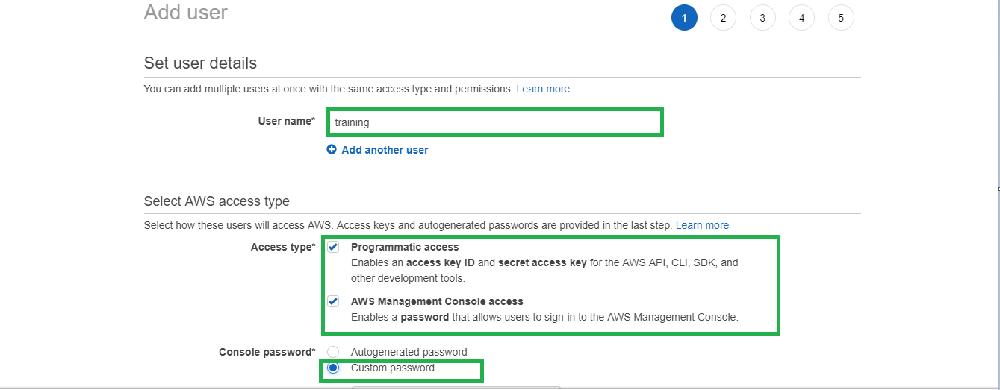 Add user
1 2 3 4 5
Set user details
You can add multiple users at once with the same access type and permissions. Learn more
User name* training
Add another user
Select AWS access type
Select how these users will access AWS. Access keys and autogenerated passwords are provided in the last step. Learn more
Access type* Programmatic access
Enables an access key ID and secret access key for the AWS API, CLI, SDK, and
other development tools.
AWS Management Console access
Enables a password that allows users to sign-in to the AWS Management Console.
Console password* Autogenerated password
Custom password